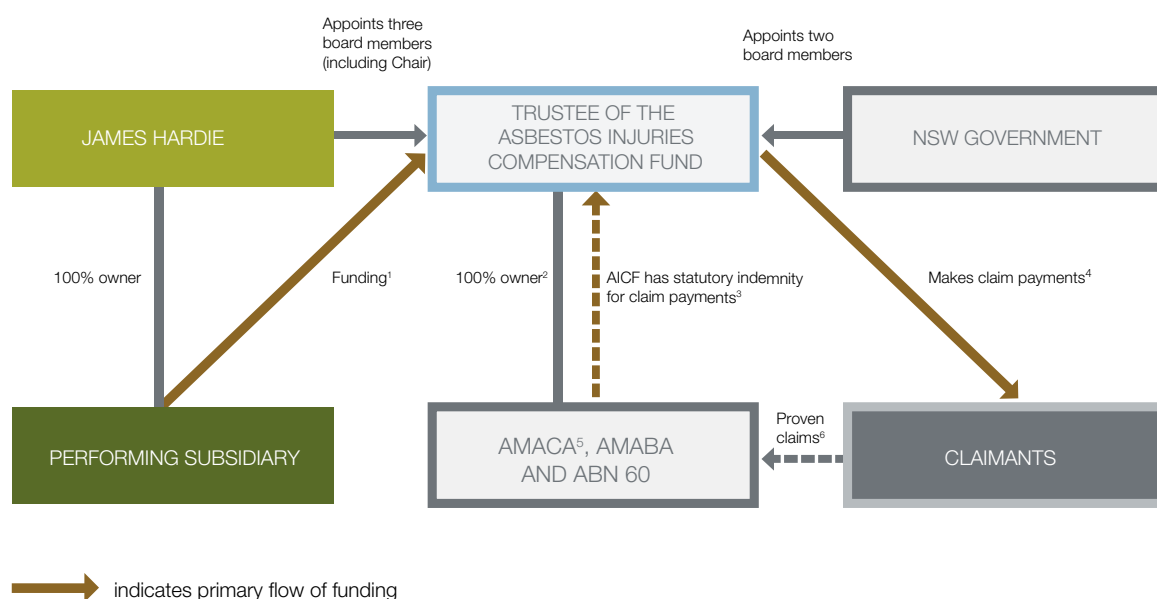 Appoints three
board members
(including Chair)
Appoints two
board members
JAMES HARDIE
TRUSTEE OF THE
ASBESTOS INJURIES
COMPENSATION FUND
NSW GOVERNMENT
100% owner
Funding¹
100% owner²
AICF has statutory indemnity
for claim payments³
Makes claim payments⁴
PERFORMING SUBSIDIARY
AMACA⁵, AMABA
AND ABN 60
Proven
claims⁶
CLAIMANTS
indicates primary flow of funding